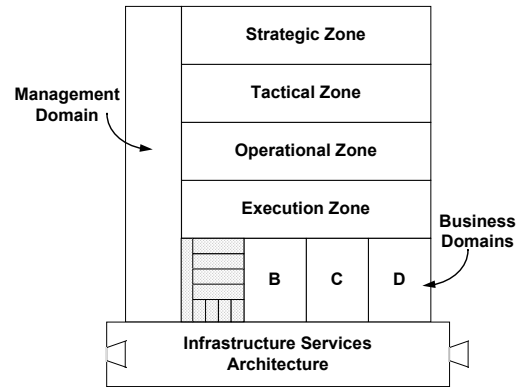 Strategic Zone
Tactical Zone
Management
Domain
Operational Zone
Execution Zone
Business
Domains
B
C
D
Infrastructure Services
Architecture